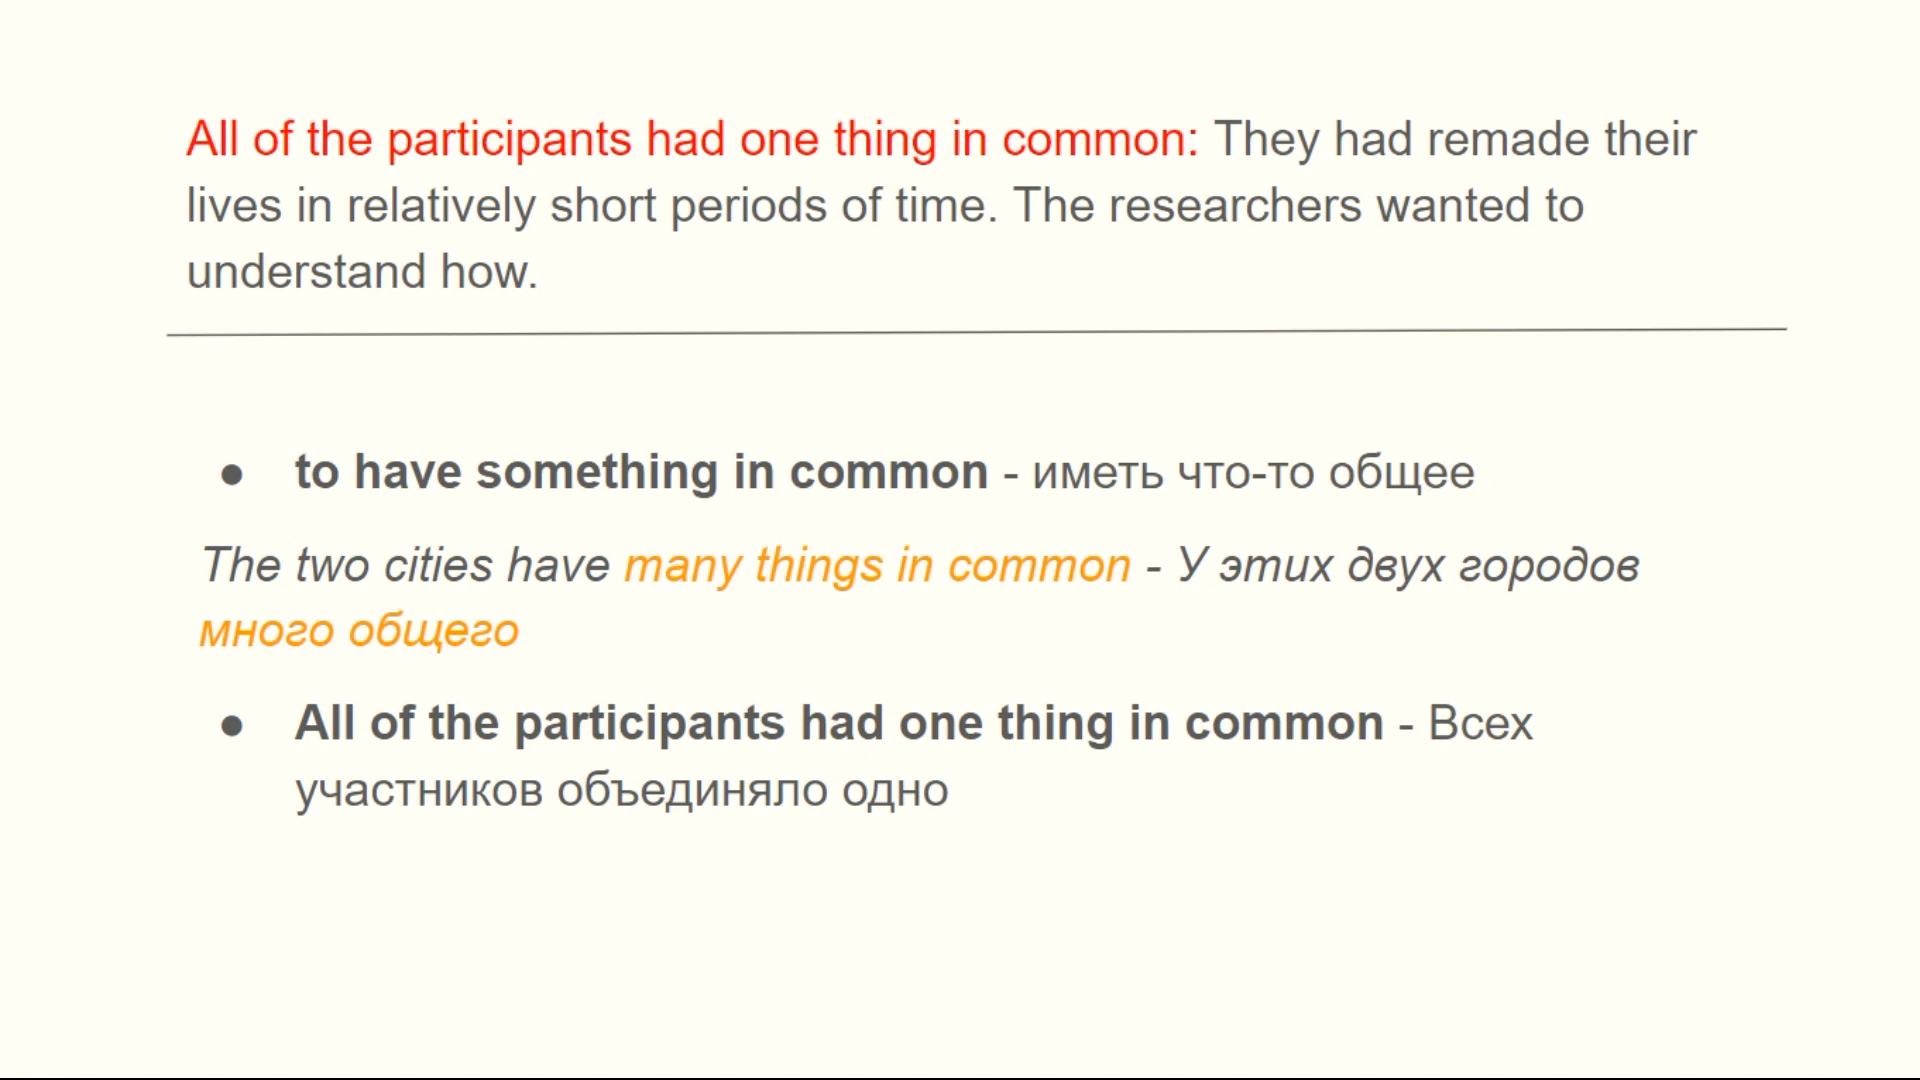 All of the participants had one thing in common: They had remade their
lives in relatively short periods of time. The researchers wanted to
understand how.
● to have something in common - иметь что-то общее
The two cities have many things in common - У этих двух городов
много общего
● All of the participants had one thing in common - Всех
участников объединяло одно